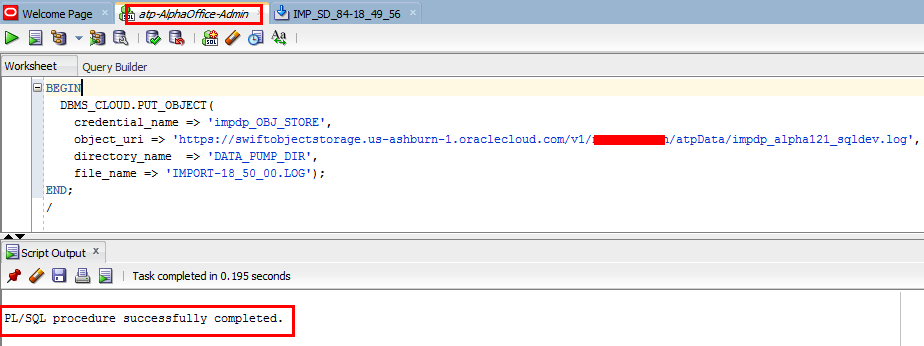 Welcome Page × atp-AlphaOffice-Admin × IMP_SD_84-18_49_56 ×
SQL Aa
Worksheet Query Builder
BEGIN
DBMS_CLOUD.PUT_OBJECT(
credential_name => 'impdp_OBJ_STORE',
object_uri => 'https://swiftobjectstorage.us-ashburn-1.oraclecloud.com/v1/ /atpData/impdp_alpha121_sqldev.log',
directory_name => 'DATA_PUMP_DIR',
file_name => 'IMPORT-18_50_00.LOG');
END;
/
Script Output ×
Task completed in 0.195 seconds
PL/SQL procedure successfully completed.